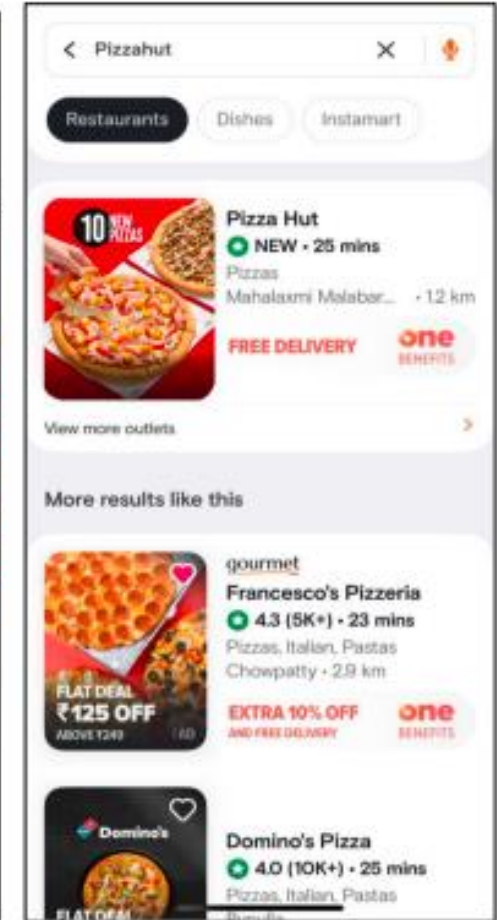 Pizzahut
Restaurants
Dishes
Instamart
10 NEW PIZZAS
Pizza Hut
NEW • 25 mins
Pizzas
Mahalaxmi Malabar... • 1.2 km
FREE DELIVERY
one
BENEFITS
View more outlets
More results like this
gourmet
Francesco's Pizzeria
4.3 (5K+) • 23 mins
Pizzas, Italian, Pastas
Chowpatty • 2.9 km
FLAT DEAL
₹125 OFF
ABOVE ₹249
AD
EXTRA 10% OFF
AND FREE DELIVERY
one
BENEFITS
Domino's
Domino's Pizza
4.0 (10K+) • 25 mins
Pizzas, Italian, Pastas
FLAT DEAL